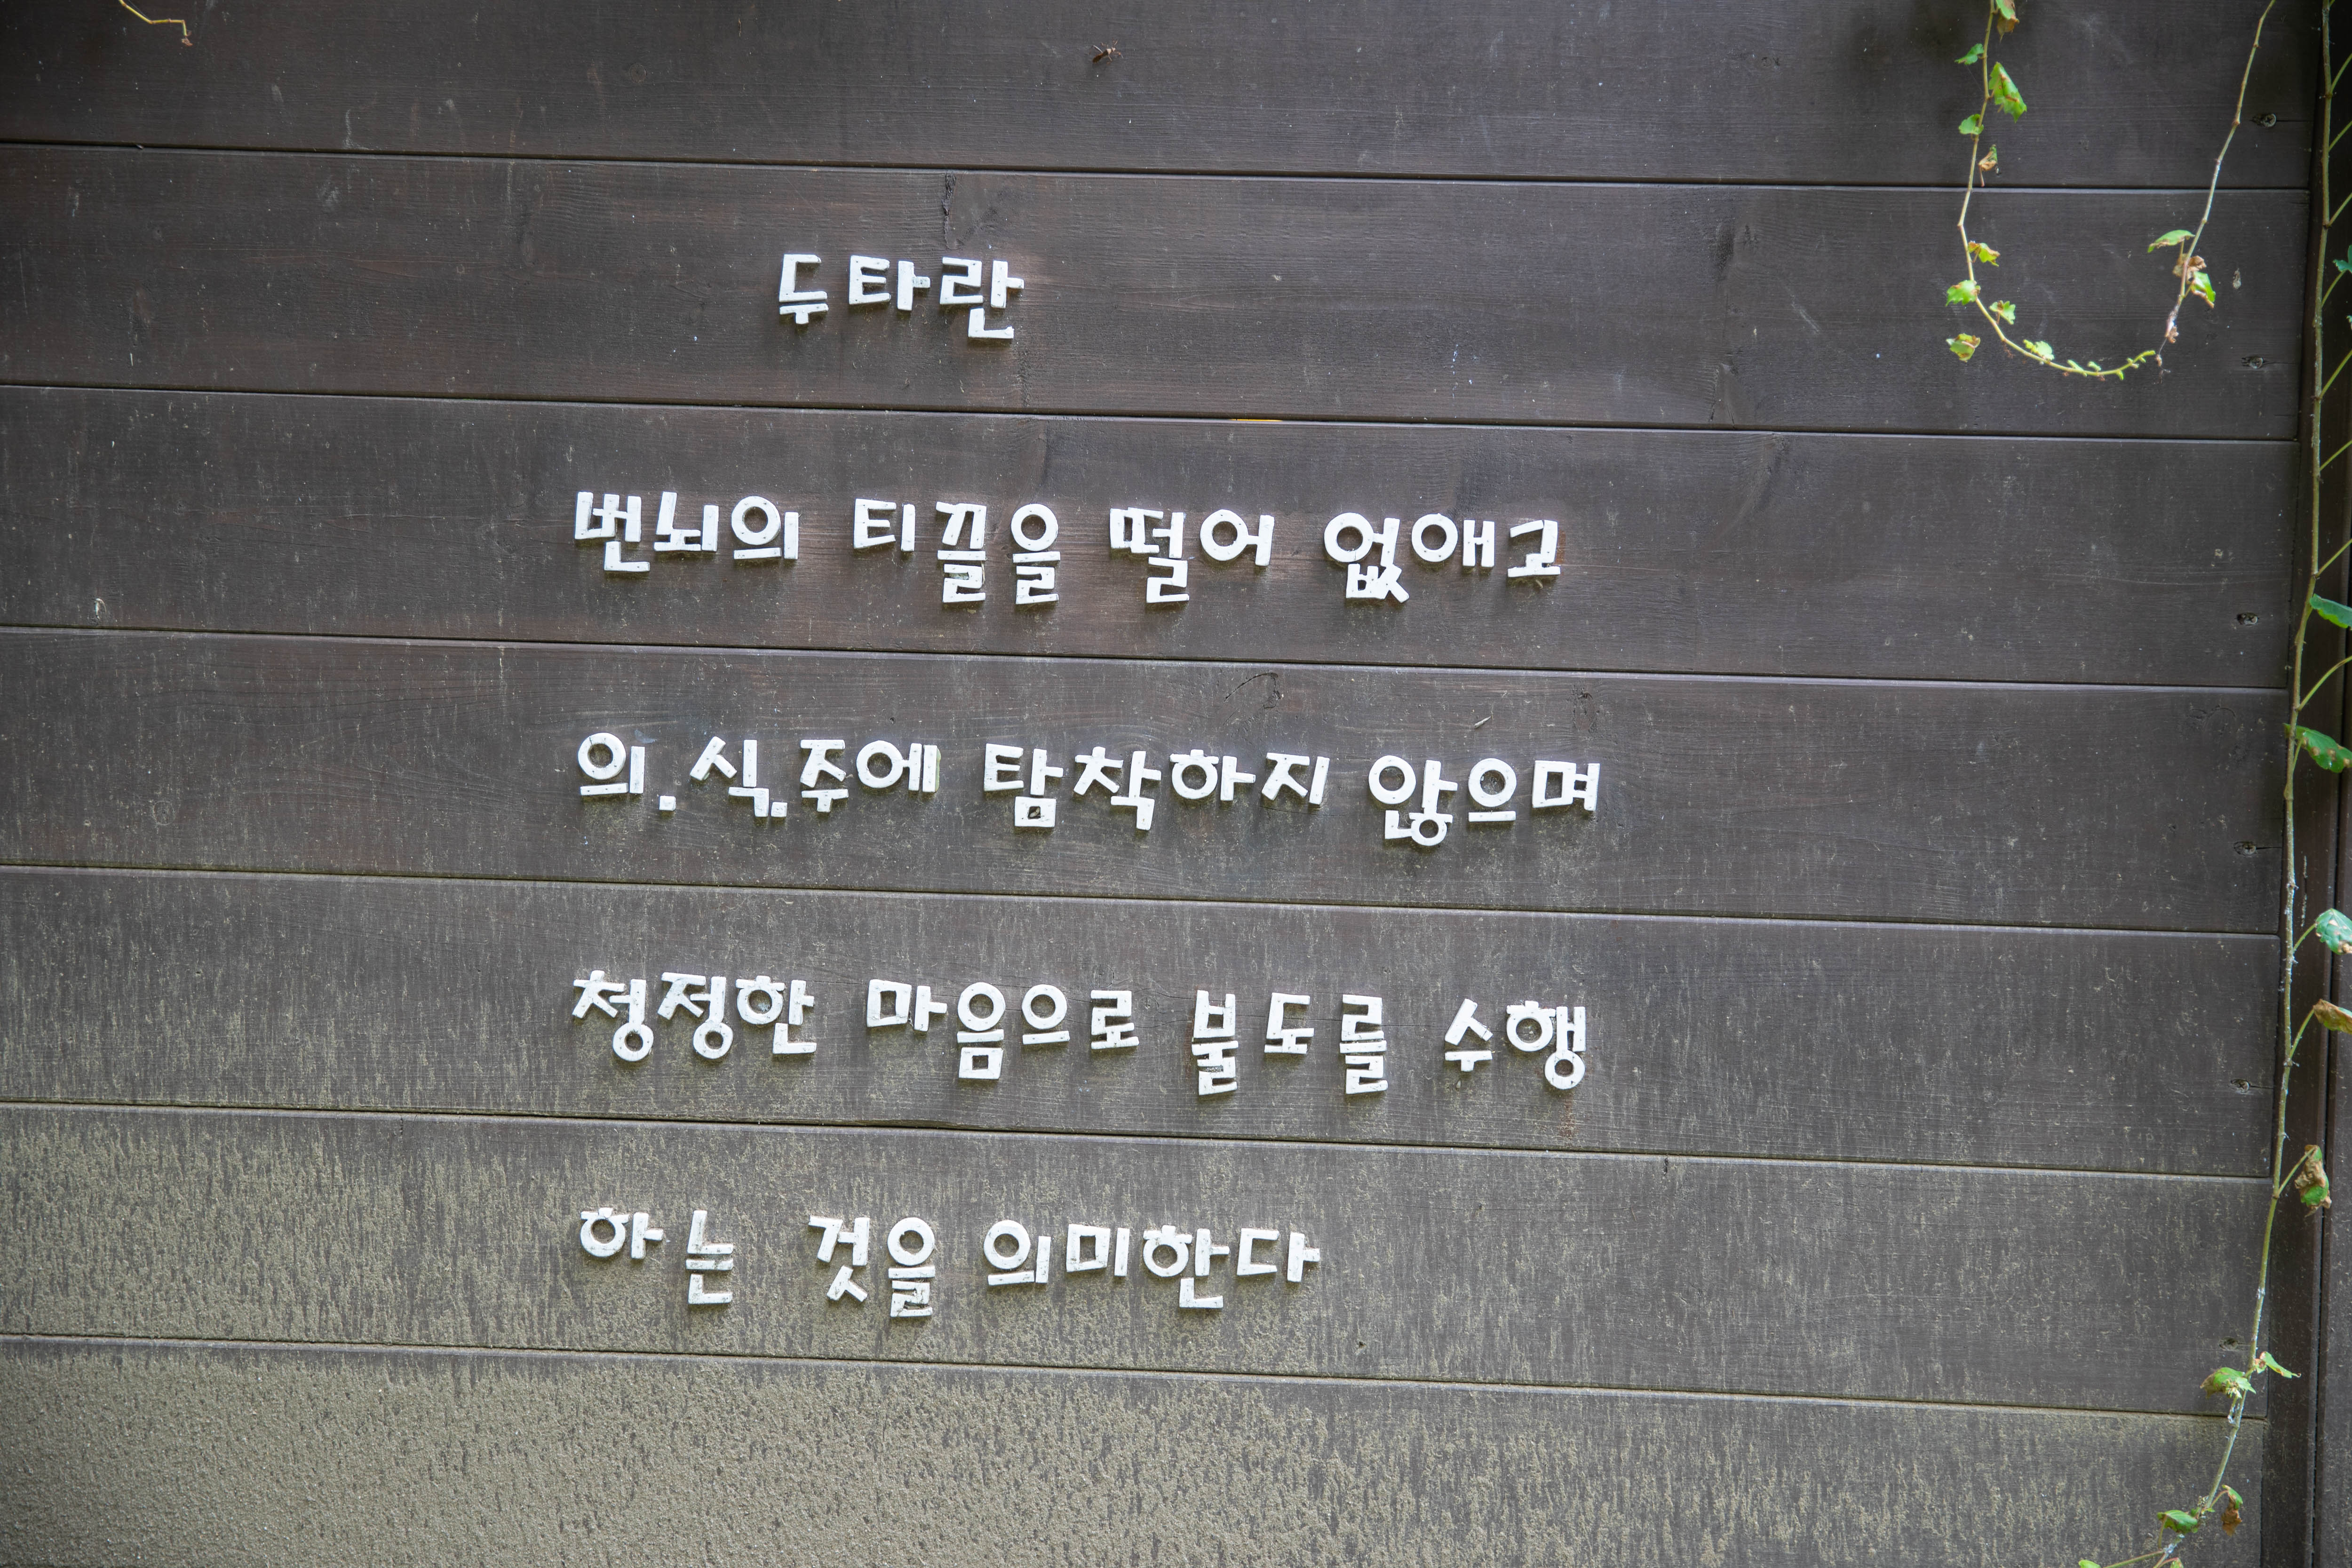 두타란
번뇌의 티끌을 떨어 없애고
의.식.주에 탐착하지 않으며
청정한 마음으로 불도를 수행
하는 것을 의미한다